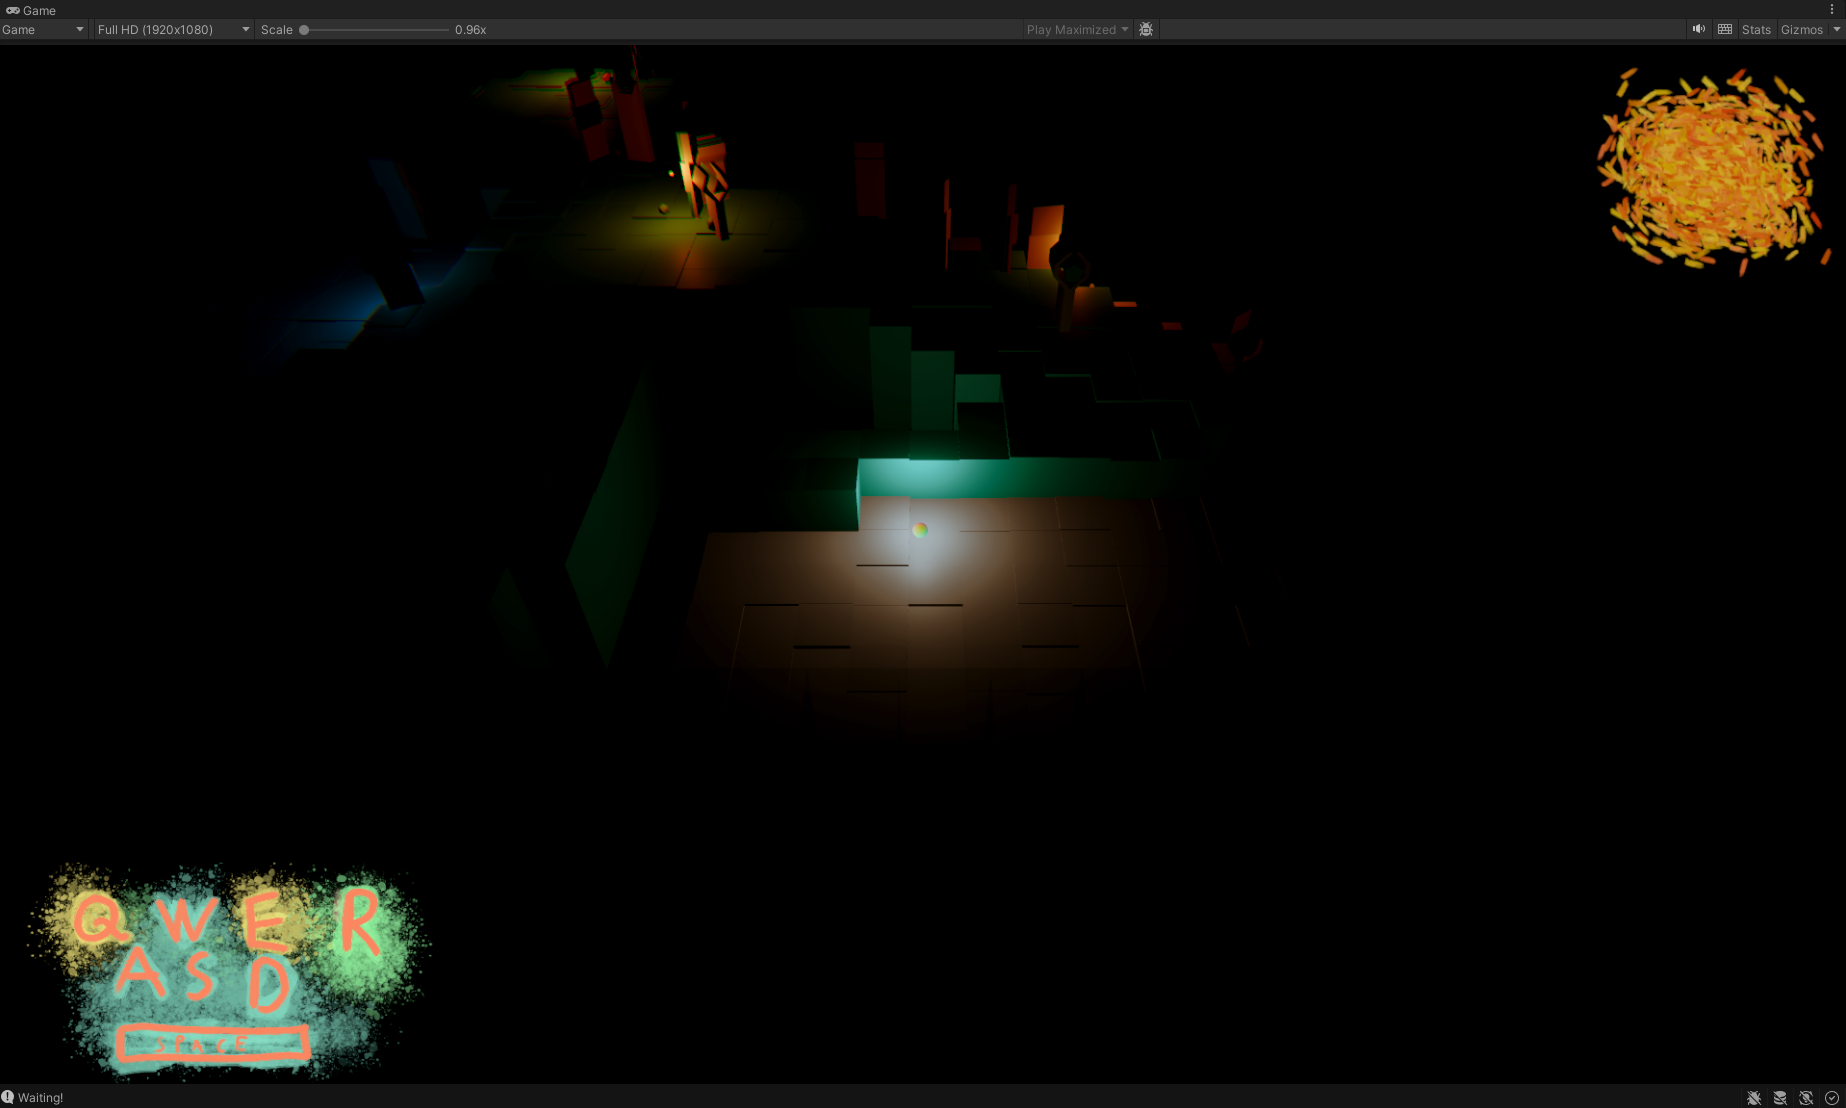 Game
Game Full HD (1920x1080) Scale 0.96x Play Maximized Stats Gizmos
Q W E R
A S D
SPACE
Waiting!